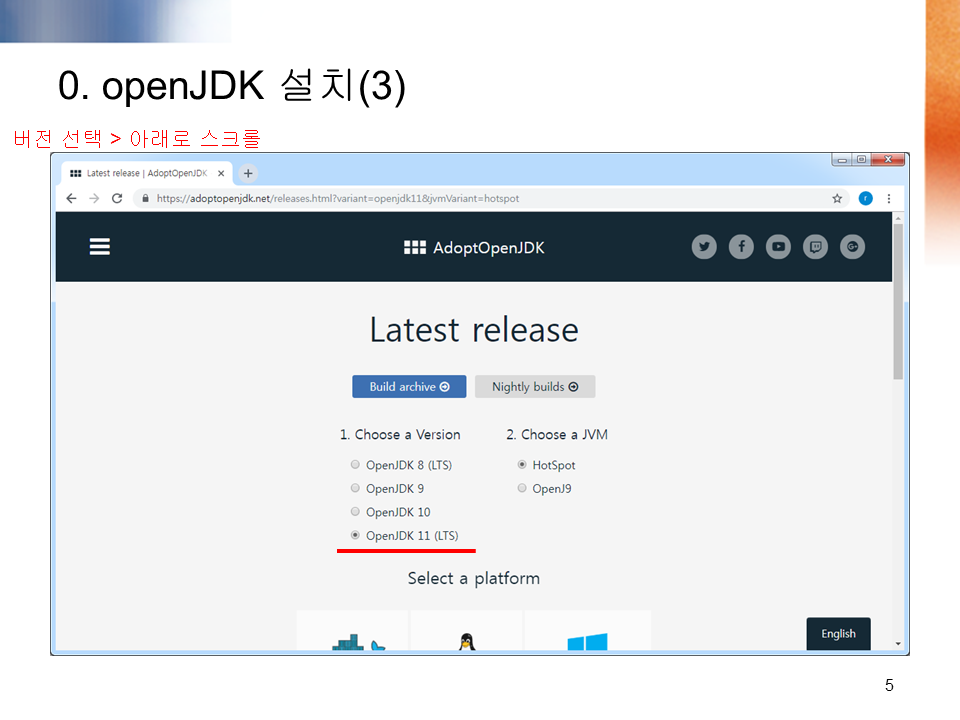 0. openJDK 설치(3)
버전 선택 > 아래로 스크롤
Latest release | AdoptOpenJDK
https://adoptopenjdk.net/releases.html?variant=openjdk11&jvmVariant=hotspot
r
AdoptOpenJDK
Latest release
Build archive
Nightly builds
1. Choose a Version
2. Choose a JVM
OpenJDK 8 (LTS)
HotSpot
OpenJDK 9
OpenJ9
OpenJDK 10
OpenJDK 11 (LTS)
Select a platform
English
5